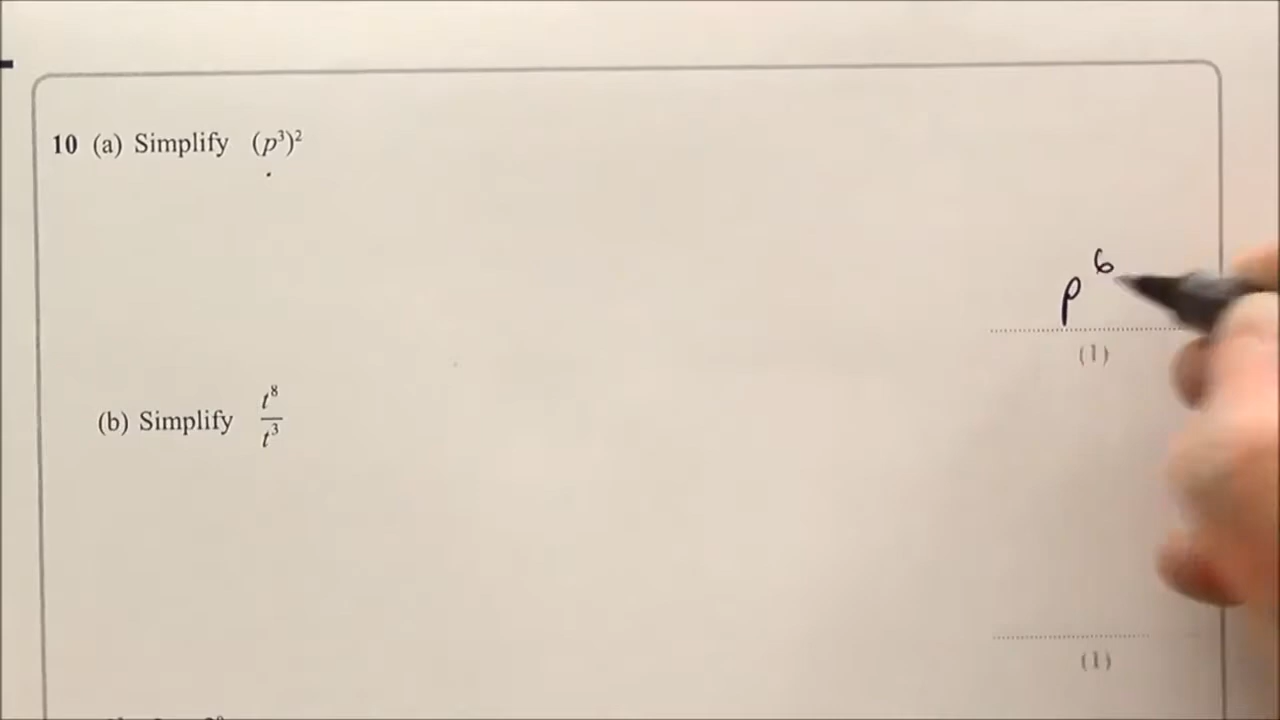 10 (a) Simplify (p³)²
p⁶
(1)
(b) Simplify t⁸/t³
(1)